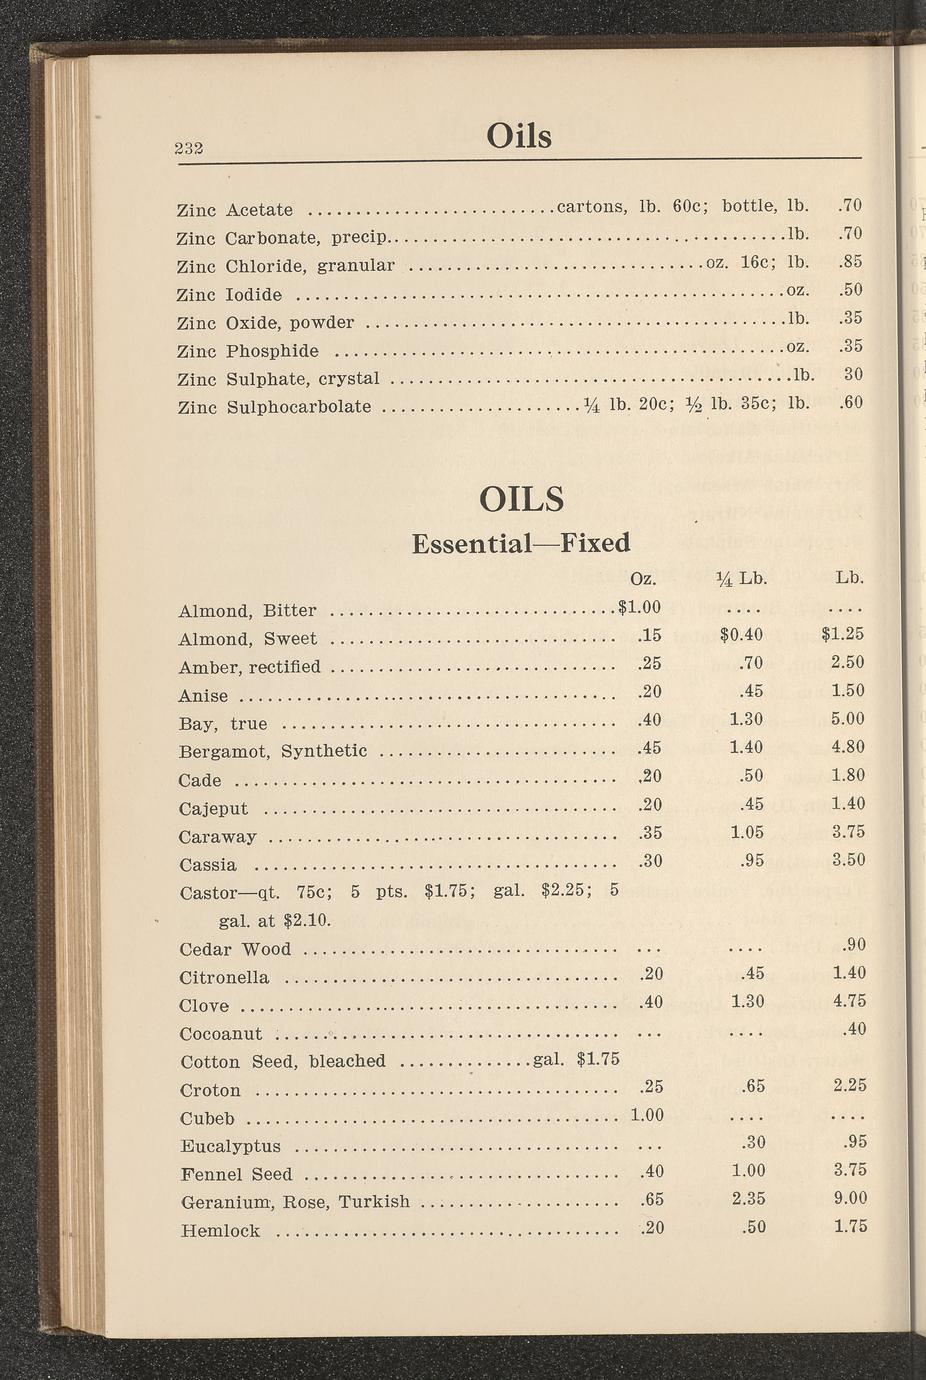 232 Oils
Zinc Acetate ..........................cartons, lb. 60c; bottle, lb. .70
Zinc Carbonate, precip..........................................lb. .70
Zinc Chloride, granular ...............................oz. 16c; lb. .85
Zinc Iodide ...................................................oz. .50
Zinc Oxide, powder ............................................lb. .35
Zinc Phosphide ...............................................oz. .35
Zinc Sulphate, crystal ..........................................lb. 30
Zinc Sulphocarbolate .....................¼ lb. 20c; ½ lb. 35c; lb. .60
OILS
Essential—Fixed
Oz. ¼ Lb. Lb.
Almond, Bitter ..............................$1.00 .... ....
Almond, Sweet .............................. .15 $0.40 $1.25
Amber, rectified .............................. .25 .70 2.50
Anise ....................................... .20 .45 1.50
Bay, true ................................... .40 1.30 5.00
Bergamot, Synthetic ......................... .45 1.40 4.80
Cade ........................................ .20 .50 1.80
Cajeput ..................................... .20 .45 1.40
Caraway ..................................... .35 1.05 3.75
Cassia ...................................... .30 .95 3.50
Castor—qt. 75c; 5 pts. $1.75; gal. $2.25; 5
gal. at $2.10.
Cedar Wood ................................. ... .... .90
Citronella ................................... .20 .45 1.40
Clove ....................................... .40 1.30 4.75
Cocoanut .................................... ... .... .40
Cotton Seed, bleached ..............gal. $1.75
Croton ...................................... .25 .65 2.25
Cubeb ....................................... 1.00 .... ....
Eucalyptus .................................. ... .30 .95
Fennel Seed ................................. .40 1.00 3.75
Geranium, Rose, Turkish ..................... .65 2.35 9.00
Hemlock .................................... .20 .50 1.75